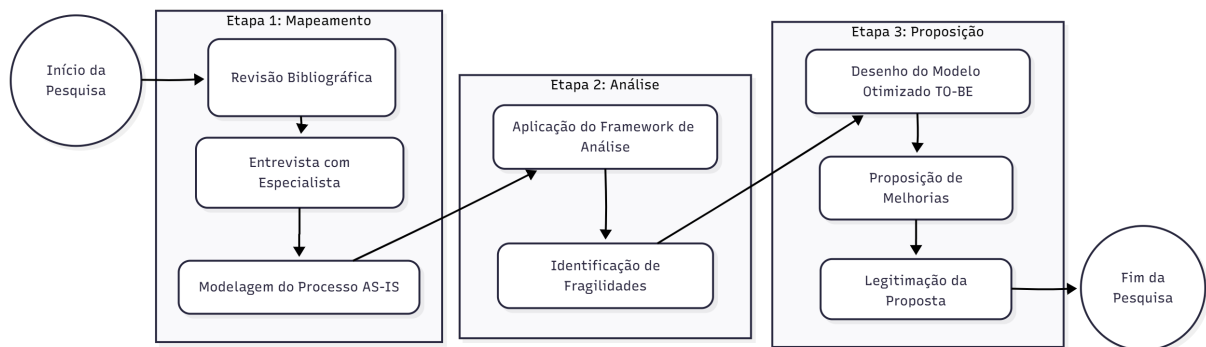 Início da
Pesquisa
Etapa 1: Mapeamento
Revisão Bibliográfica
Entrevista com
Especialista
Modelagem do Processo AS-IS
Etapa 2: Análise
Aplicação do Framework de
Análise
Identificação de
Fragilidades
Etapa 3: Proposição
Desenho do Modelo
Otimizado TO-BE
Proposição de
Melhorias
Legitimação da
Proposta
Fim da
Pesquisa